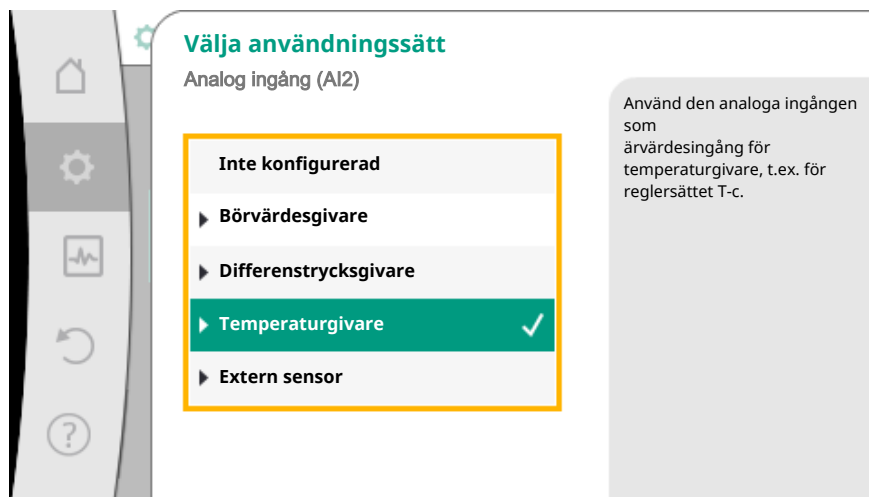 Välja användningssätt
Analog ingång (AI2)
Inte konfigurerad
Börvärdesgivare
Differenstrycksgivare
Temperaturgivare
Extern sensor
Använd den analoga ingången
som
ärvärdesingång för
temperaturgivare, t.ex. för
reglersättet T-c.
?